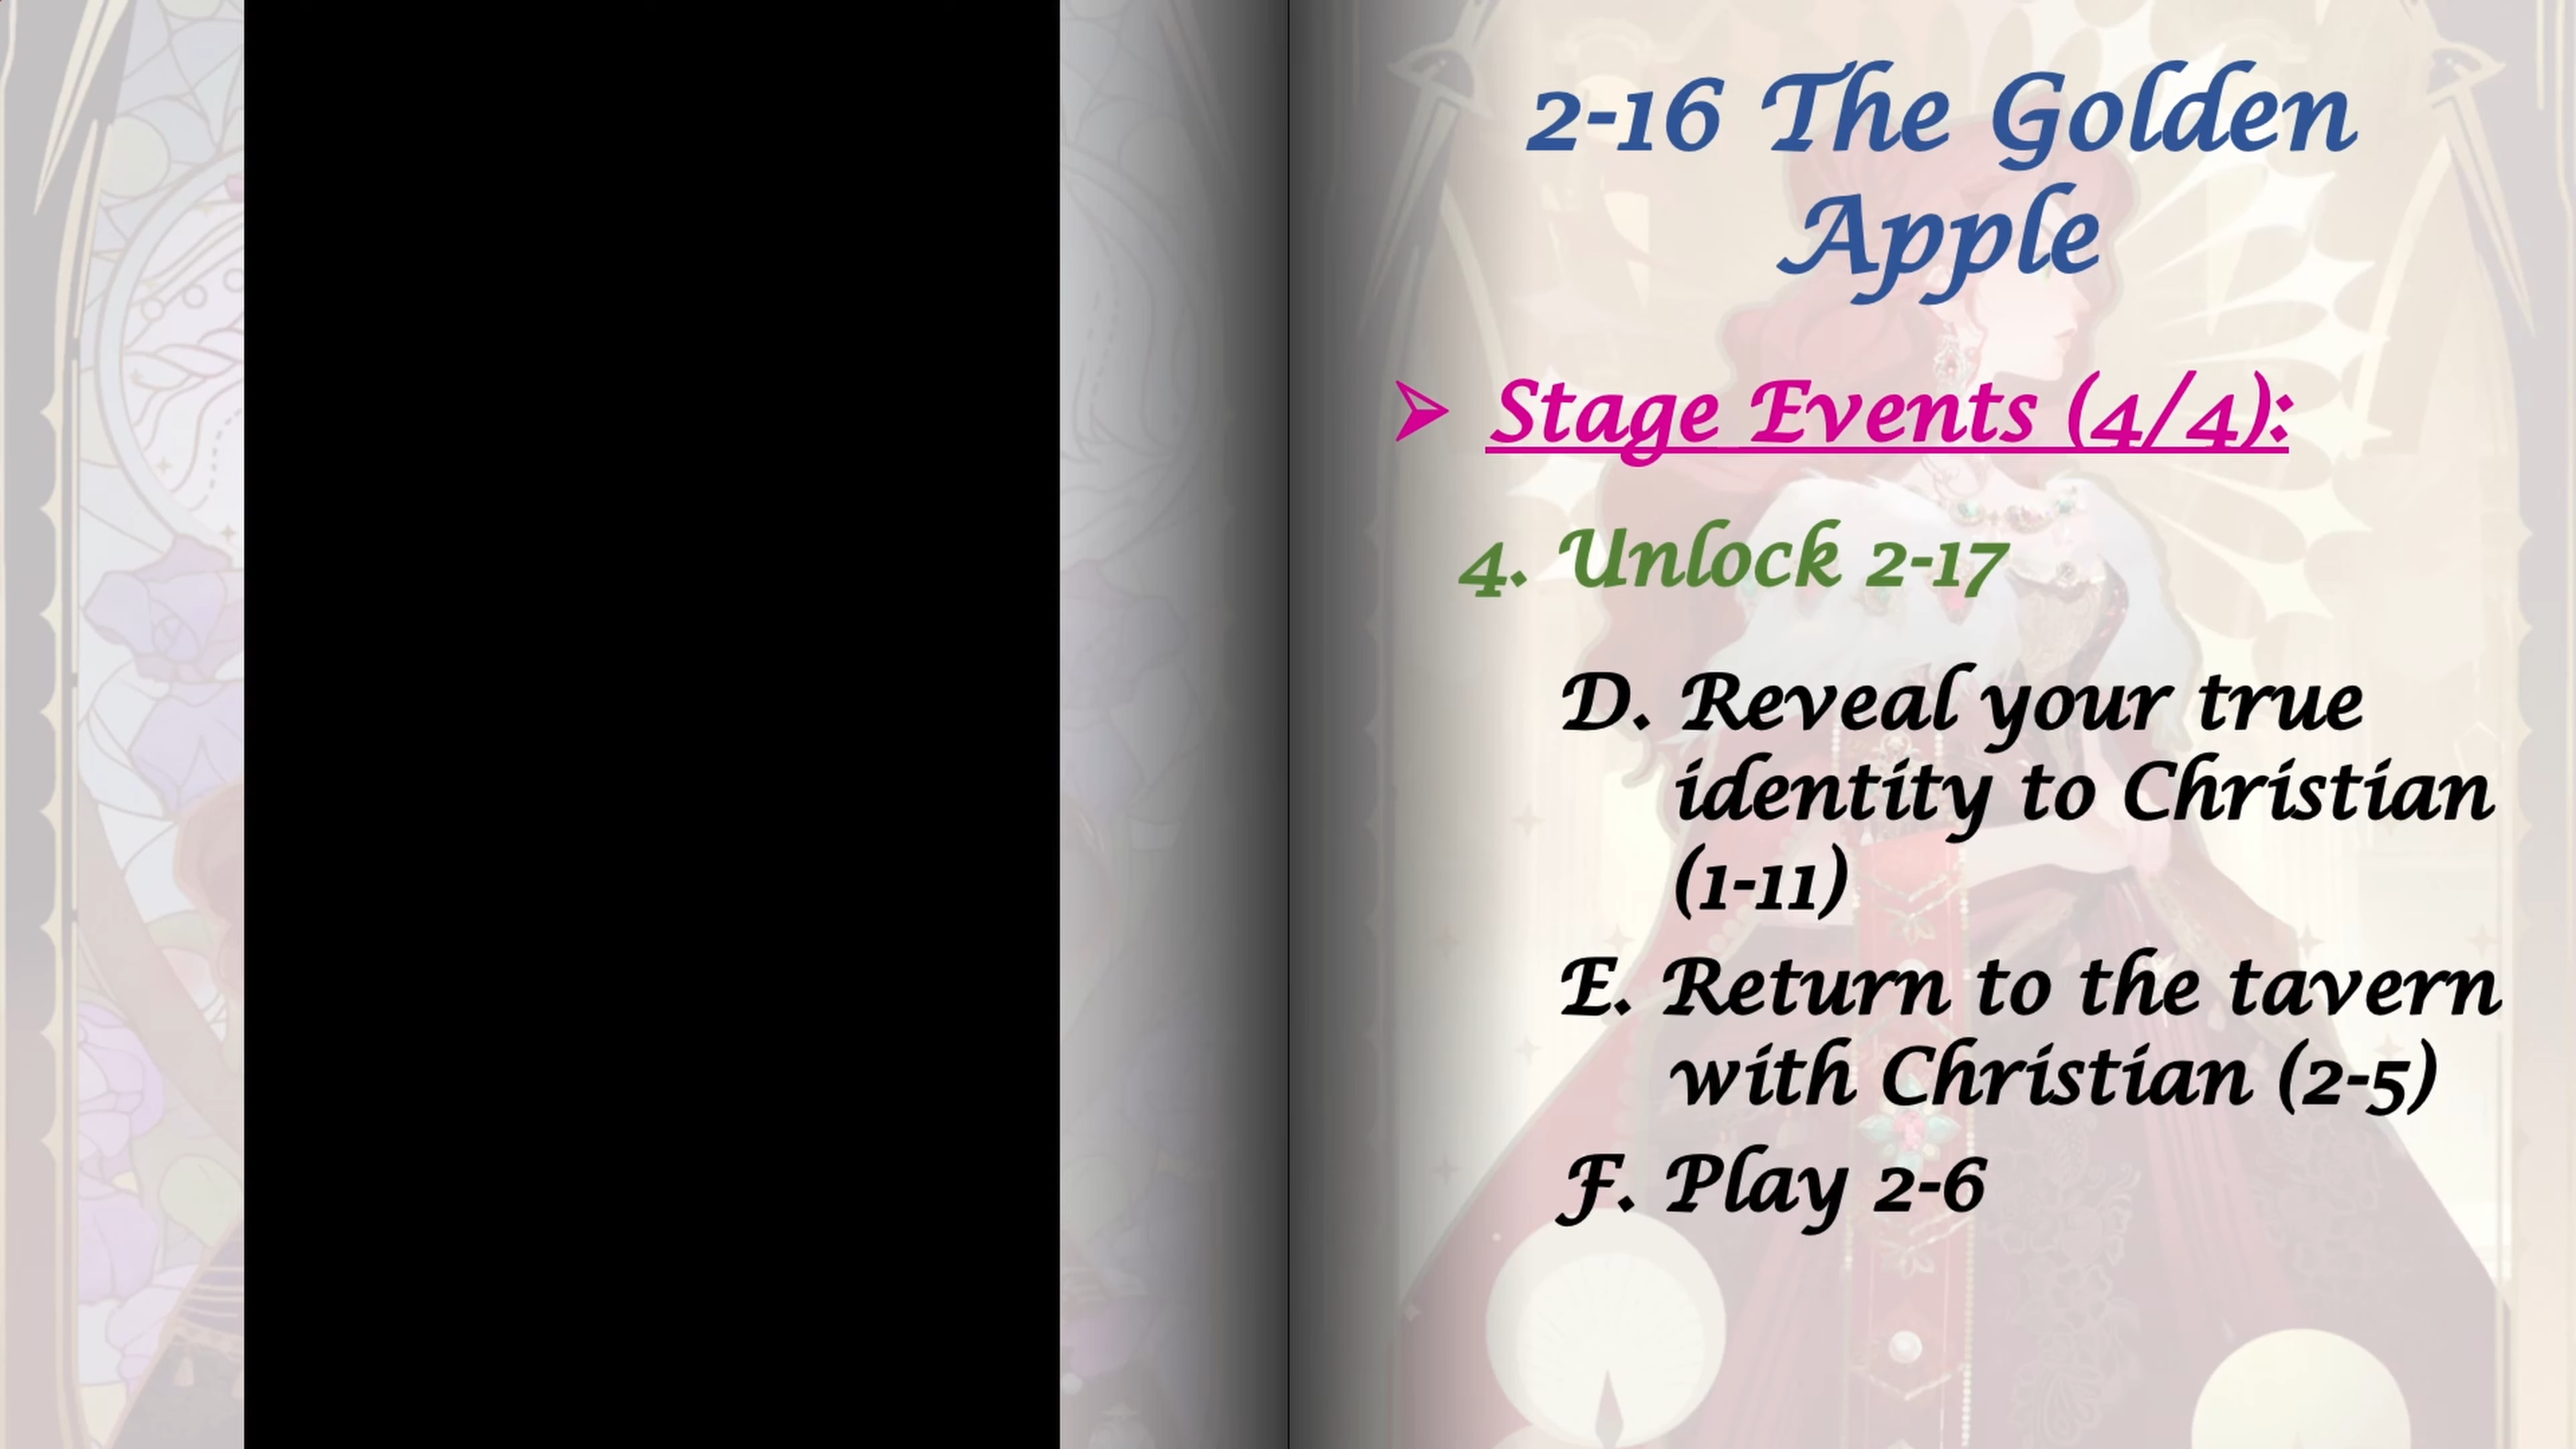 2-16 The Golden
Apple
➢ Stage Events (4/4):
4. Unlock 2-17
D. Reveal your true
identity to Christian
(1-11)
E. Return to the tavern
with Christian (2-5)
F. Play 2-6